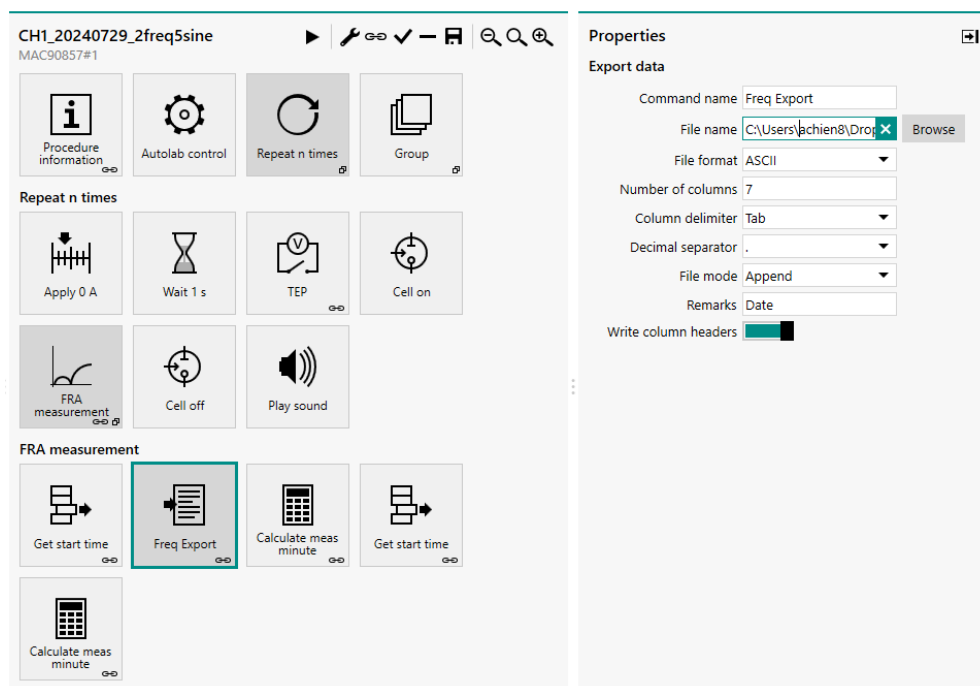 CH1_20240729_2freq5sine
MAC90857#1
Procedure
information
Autolab control
Repeat n times
Group
Repeat n times
Apply 0 A
Wait 1 s
V
TEP
Cell on
FRA
measurement
Cell off
Play sound
FRA measurement
Get start time
Freq Export
Calculate meas
minute
Get start time
Calculate meas
minute
Properties
Export data
Command name Freq Export
File name C:\Users\achien8\Drop Browse
File format ASCII
Number of columns 7
Column delimiter Tab
Decimal separator .
File mode Append
Remarks Date
Write column headers